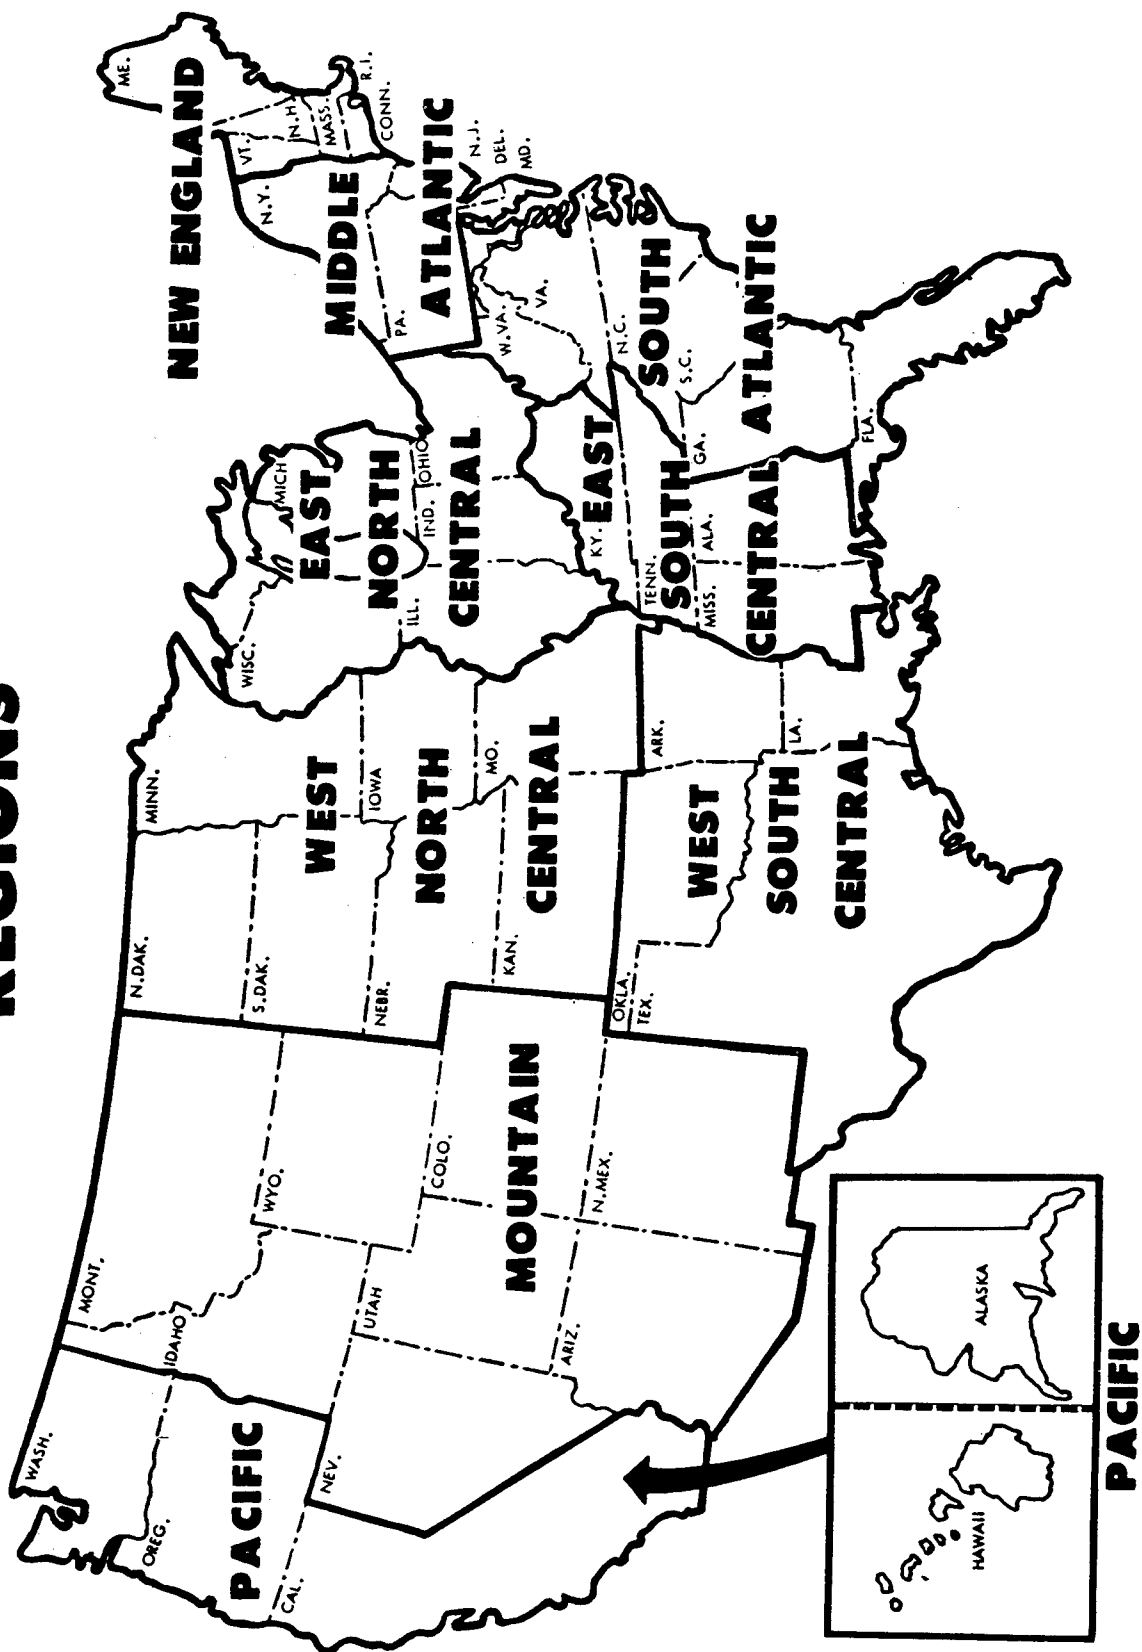 REGIONS
WASH.
MONT.
N.DAK.
MINN.
OREG.
IDAHO
WYO.
S.DAK.
WISC.
MICH
NEW ENGLAND
ME.
VT.
N.H.
MASS.
R.I.
CONN.
N.Y.
PACIFIC
CAL.
NEV.
UTAH
COLO.
NEBR.
IOWA
WEST
NORTH
CENTRAL
EAST
NORTH
CENTRAL
ILL.
IND.
OHIO
MIDDLE
ATLANTIC
PA.
N.J.
DEL.
MD.
MOUNTAIN
ARIZ.
N.MEX.
KAN.
MO.
KY.
W.VA.
VA.
OKLA.
TEX.
ARK.
LA.
WEST
SOUTH
CENTRAL
EAST
SOUTH
CENTRAL
TENN.
MISS.
ALA.
GA.
N.C.
S.C.
SOUTH
ATLANTIC
FLA.
HAWAII
ALASKA
PACIFIC